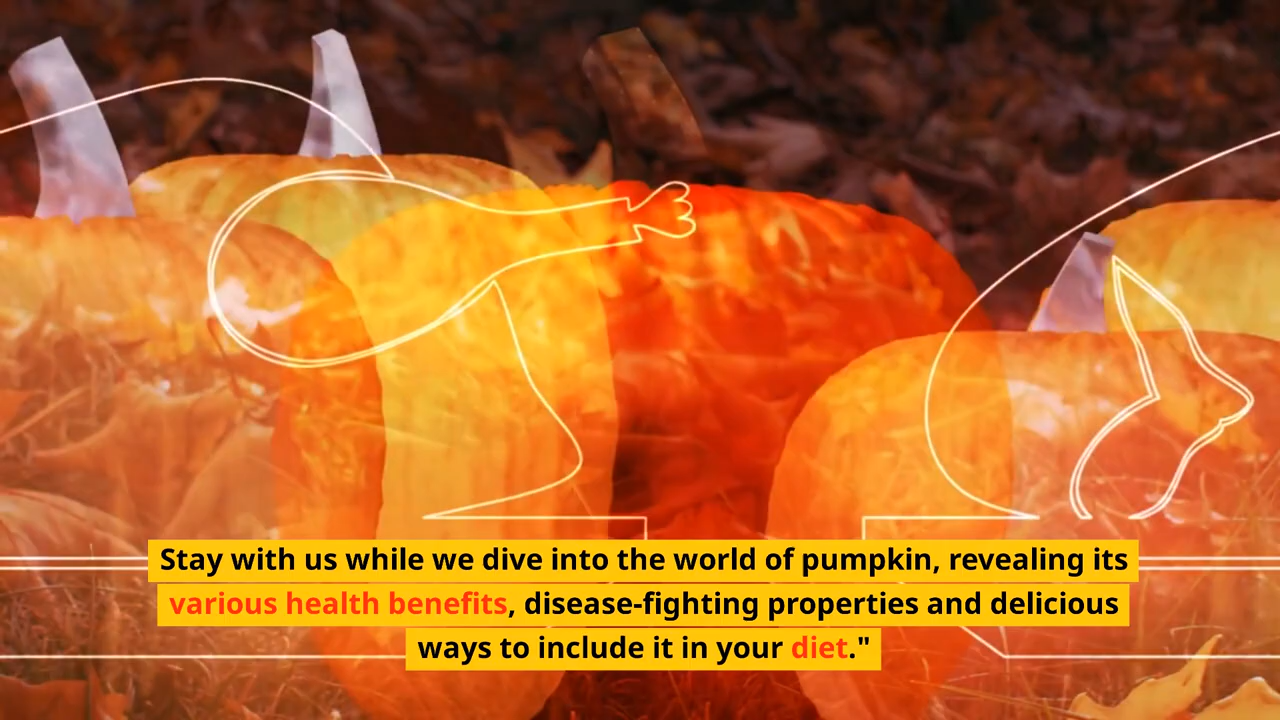 Stay with us while we dive into the world of pumpkin, revealing its
various health benefits, disease-fighting properties and delicious
ways to include it in your diet."